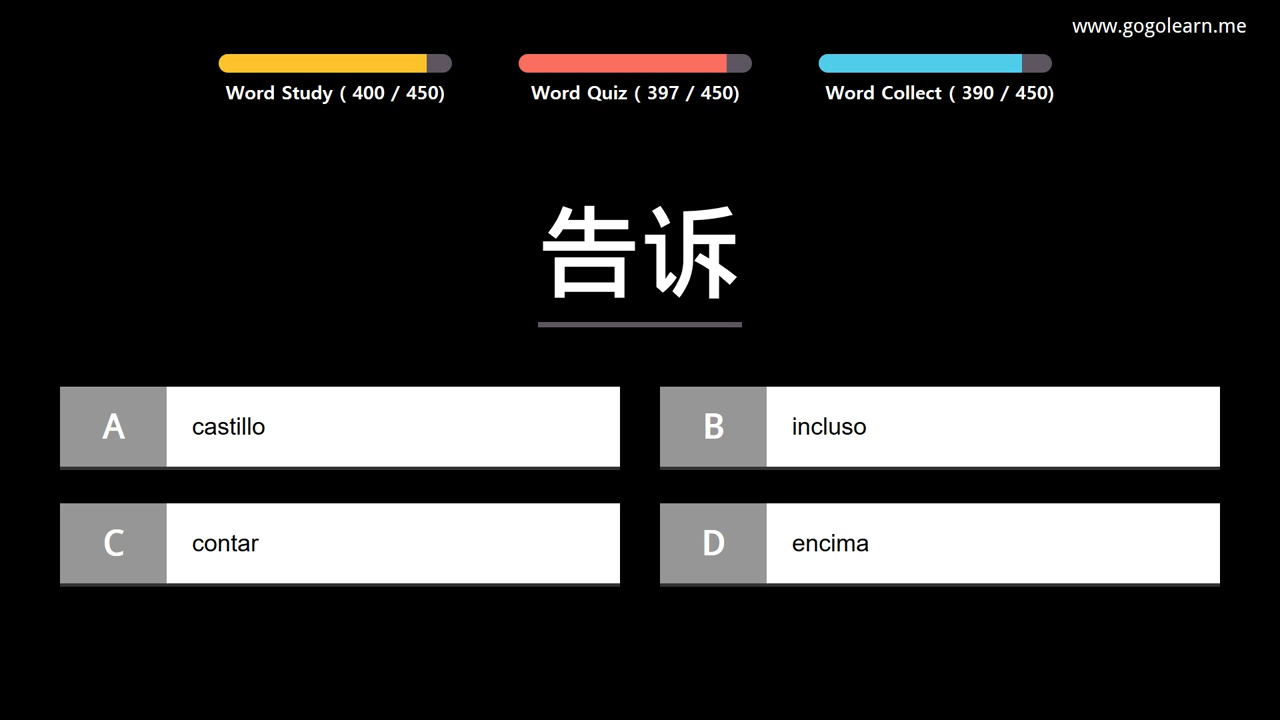 www.gogolearn.me
Word Study ( 400 / 450)
Word Quiz ( 397 / 450)
Word Collect ( 390 / 450)
告诉
A castillo
B incluso
C contar
D encima